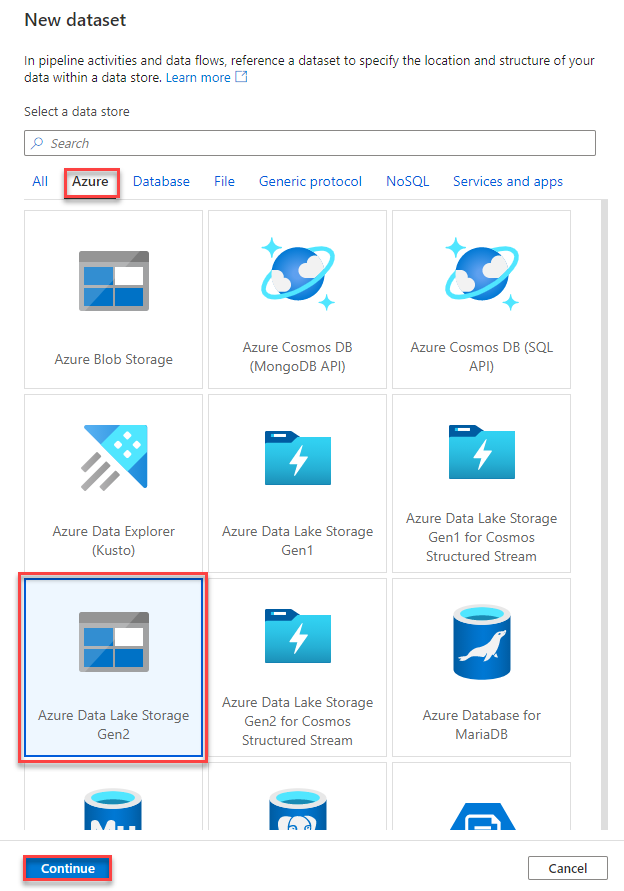 New dataset
In pipeline activities and data flows, reference a dataset to specify the location and structure of your
data within a data store. Learn more
Select a data store
Search
All Azure Database File Generic protocol NoSQL Services and apps
Azure Blob Storage
Azure Cosmos DB
(MongoDB API)
Azure Cosmos DB (SQL
API)
Azure Data Explorer
(Kusto)
Azure Data Lake Storage
Gen1
Azure Data Lake Storage
Gen1 for Cosmos
Structured Stream
Azure Data Lake Storage
Gen2
Azure Data Lake Storage
Gen2 for Cosmos
Structured Stream
Azure Database for
MariaDB
Continue
Cancel